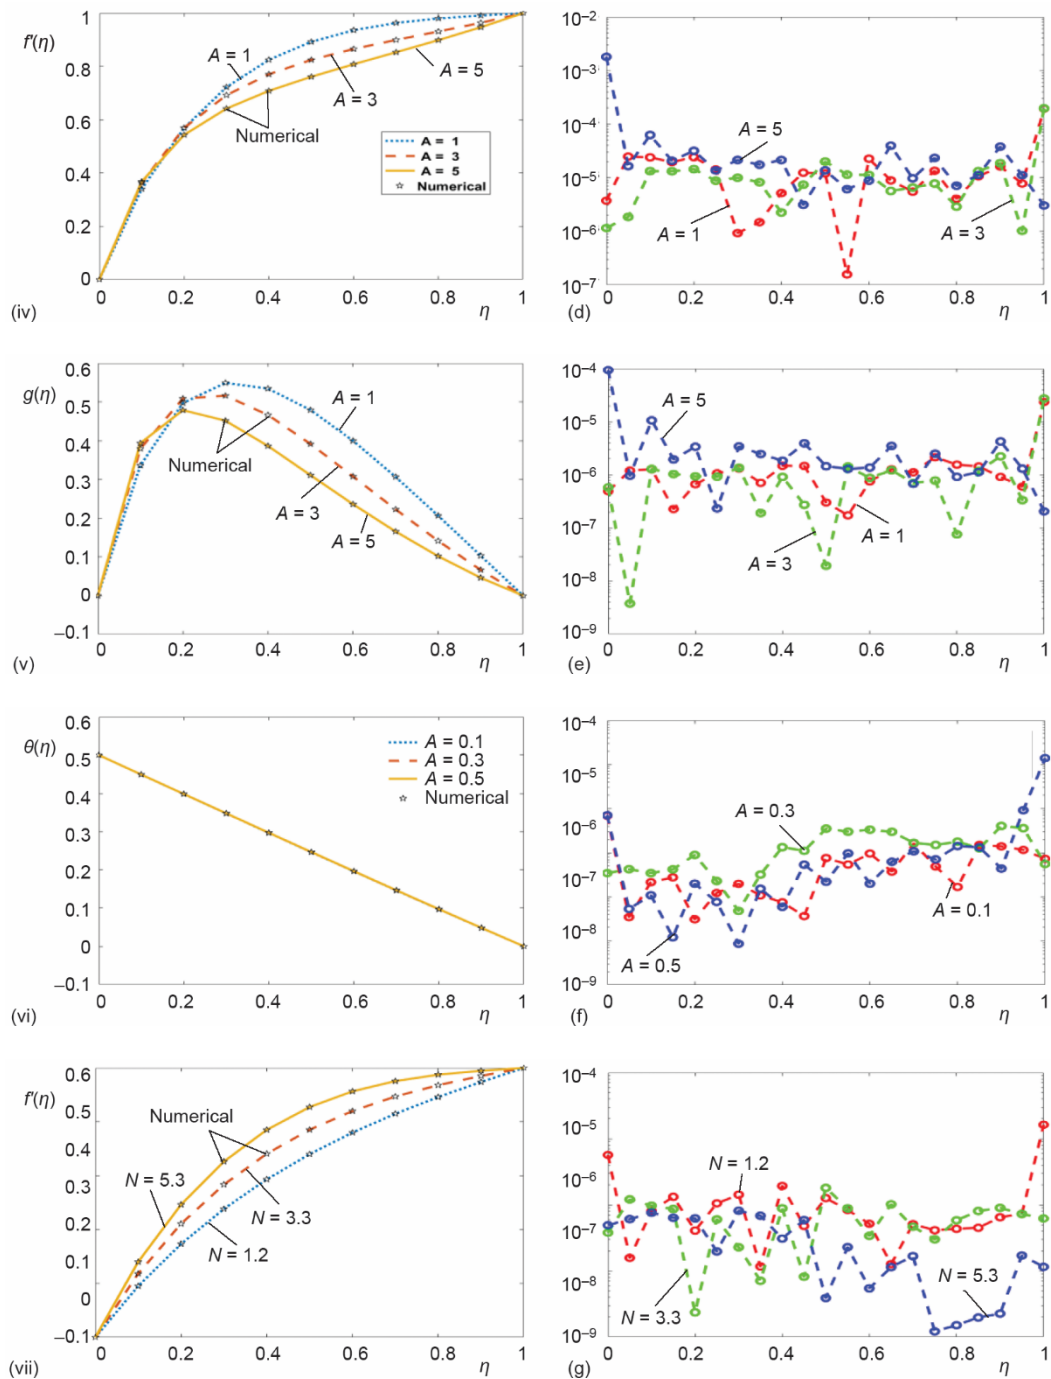 f′(η)
1
0.8
0.6
0.4
0.2
0
A = 1
A = 5
A = 3
Numerical
A = 1
A = 3
A = 5
Numerical
0 0.2 0.4 0.6 0.8 1
η
(iv)
10⁻²
10⁻³
10⁻⁴
10⁻⁵
10⁻⁶
10⁻⁷
A = 5
A = 1
A = 3
0 0.2 0.4 0.6 0.8 1
η
(d)
g(η)
0.6
0.5
0.4
0.3
0.2
0.1
0
–0.1
A = 1
Numerical
A = 3
A = 5
0 0.2 0.4 0.6 0.8 1
η
(v)
10⁻⁴
10⁻⁵
10⁻⁶
10⁻⁷
10⁻⁸
10⁻⁹
A = 5
A = 1
A = 3
0 0.2 0.4 0.6 0.8 1
η
(e)
θ(η)
0.6
0.5
0.4
0.3
0.2
0.1
0
–0.1
A = 0.1
A = 0.3
A = 0.5
Numerical
0 0.2 0.4 0.6 0.8 1
η
(vi)
10⁻⁴
10⁻⁵
10⁻⁶
10⁻⁷
10⁻⁸
10⁻⁹
A = 0.3
A = 0.1
A = 0.5
0 0.2 0.4 0.6 0.8 1
η
(f)
f′(η)
0.6
0.5
0.4
0.3
0.2
0.1
0
–0.1
Numerical
N = 5.3
N = 3.3
N = 1.2
0 0.2 0.4 0.6 0.8 1
η
(vii)
10⁻⁴
10⁻⁵
10⁻⁶
10⁻⁷
10⁻⁸
10⁻⁹
N = 1.2
N = 5.3
N = 3.3
0 0.2 0.4 0.6 0.8 1
η
(g)